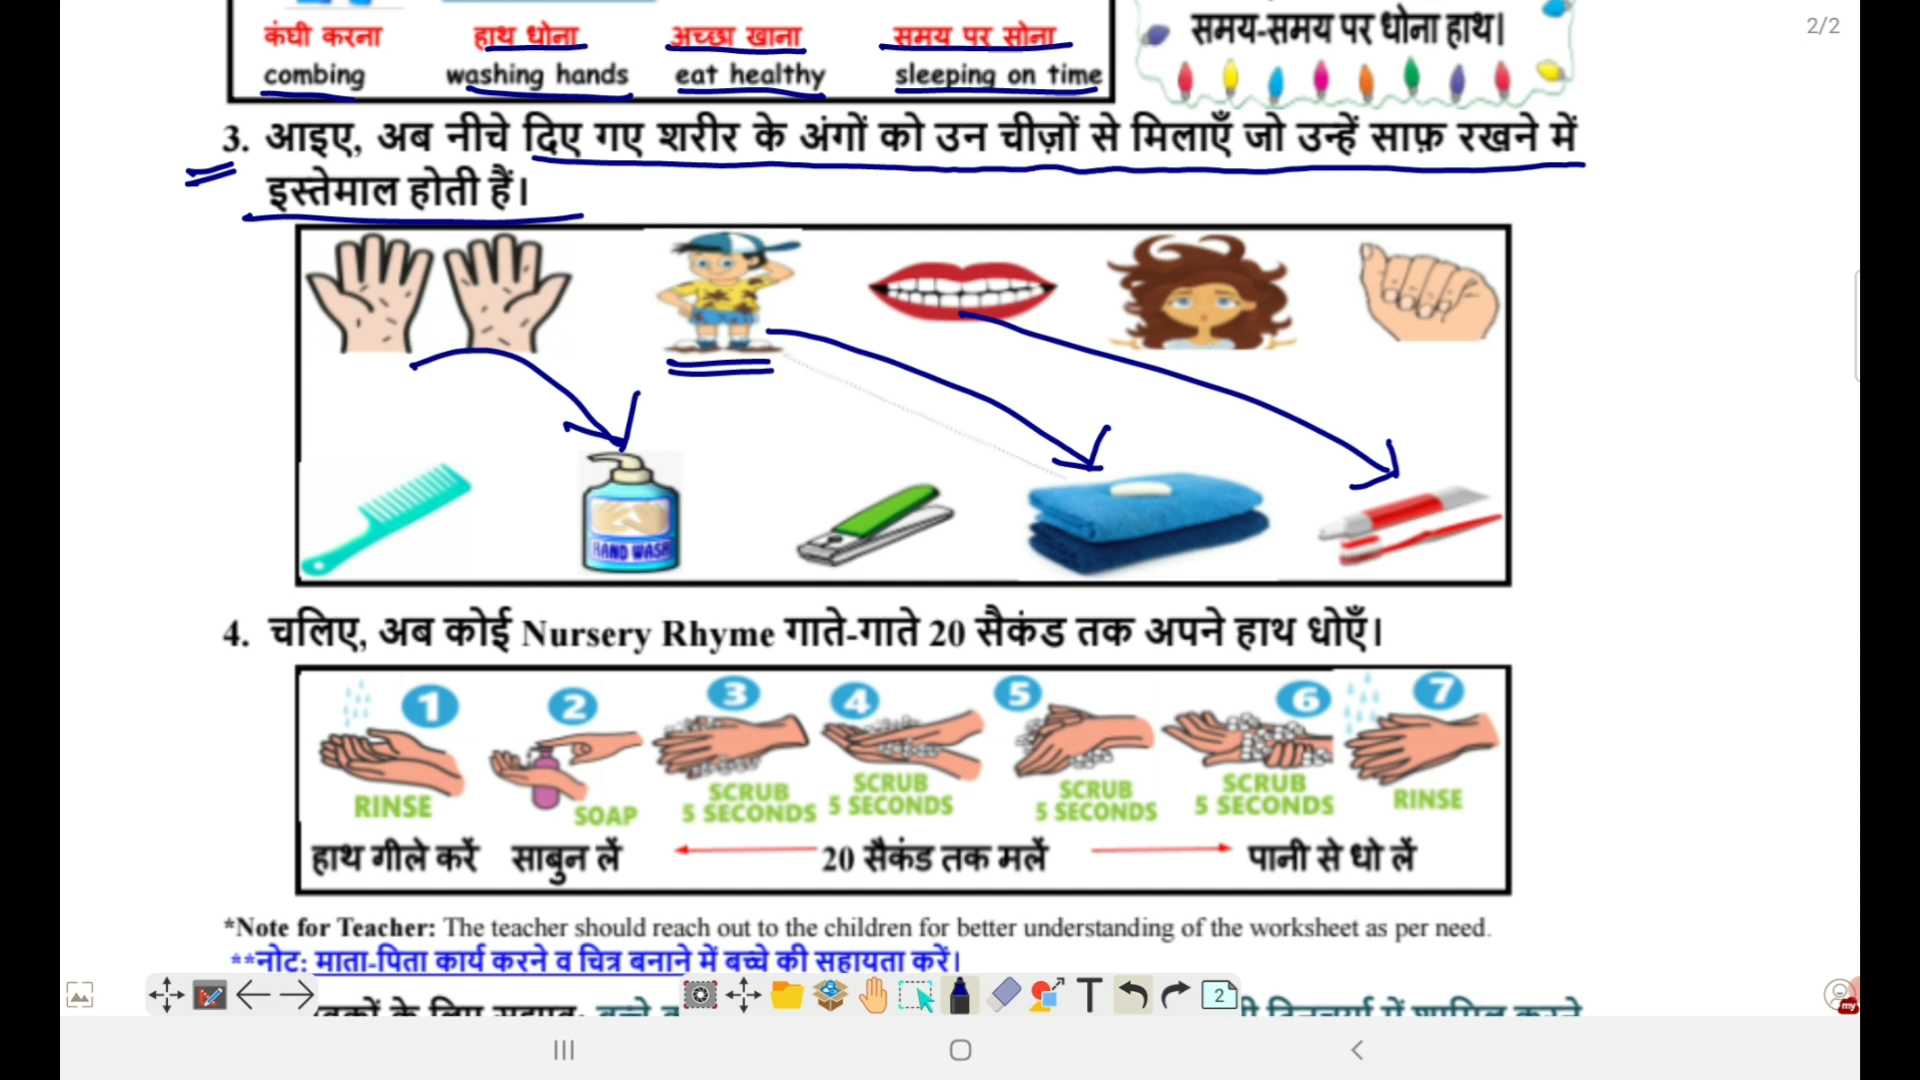 2/2
कंघी करना हाथ धोना अच्छा खाना समय पर सोना
combing washing hands eat healthy sleeping on time
समय-समय पर धोना हाथ।
3. आइए, अब नीचे दिए गए शरीर के अंगों को उन चीज़ों से मिलाएँ जो उन्हें साफ़ रखने में
इस्तेमाल होती हैं।
HAND WASH
4. चलिए, अब कोई Nursery Rhyme गाते-गाते 20 सैकंड तक अपने हाथ धोएँ।
1 2 3 4 5 6 7
RINSE SOAP SCRUB 5 SECONDS SCRUB 5 SECONDS SCRUB 5 SECONDS SCRUB 5 SECONDS RINSE
हाथ गीले करें साबुन लें 20 सैकंड तक मलें पानी से धो लें
*Note for Teacher: The teacher should reach out to the children for better understanding of the worksheet as per need.
**नोट: माता-पिता कार्य करने व चित्र बनाने में बच्चे की सहायता करें।
T 2
my